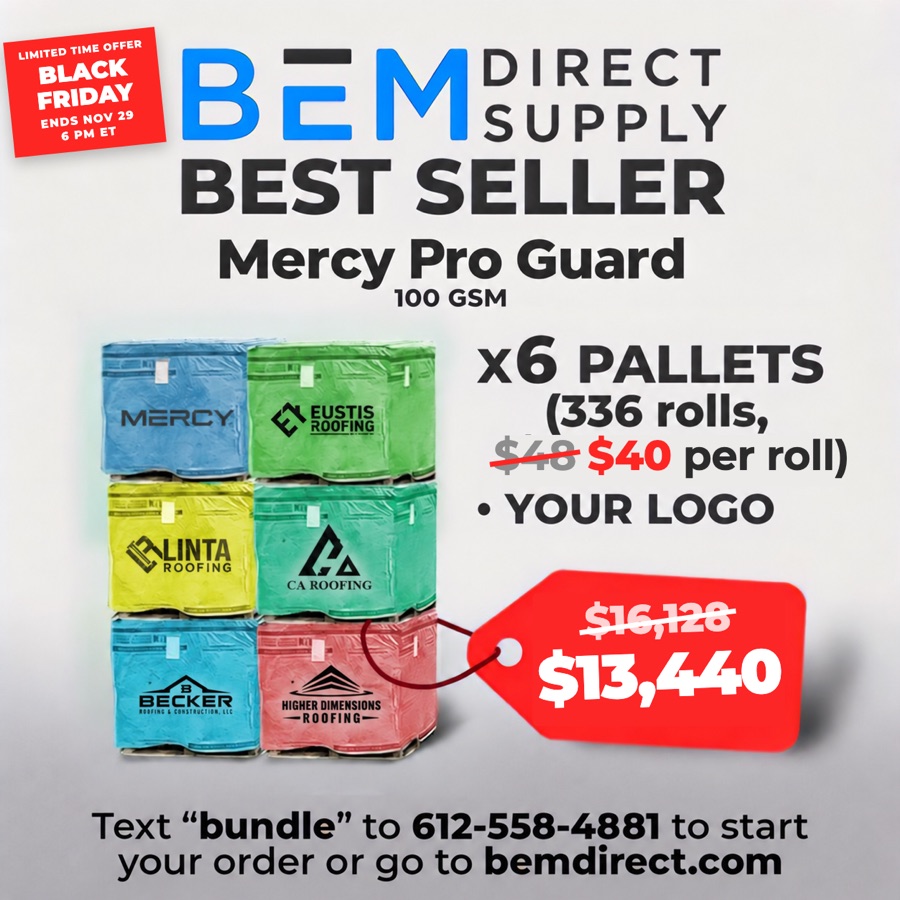 LIMITED TIME OFFER
BLACK
FRIDAY
ENDS NOV 29
6 PM ET
BEM DIRECT
SUPPLY
BEST SELLER
Mercy Pro Guard
100 GSM
x6 PALLETS
(336 rolls,
$48 $40 per roll)
• YOUR LOGO
MERCY
EUSTIS
ROOFING
LINTA
ROOFING
CA ROOFING
B
BECKER
ROOFING & CONSTRUCTION, LLC
HIGHER DIMENSIONS
ROOFING
$16,128
$13,440
Text “bundle” to 612-558-4881 to start
your order or go to bemdirect.com